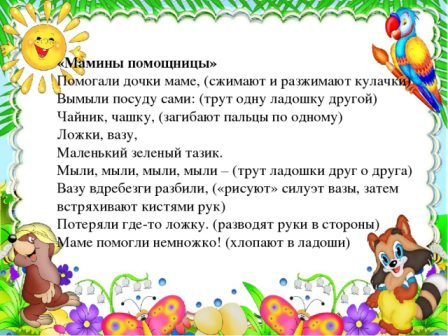 «Мамины помощницы»
Помогали дочки маме, (сжимают и разжимают кулачки)
Вымыли посуду сами: (трут одну ладошку другой)
Чайник, чашку, (загибают пальцы по одному)
Ложки, вазу,
Маленький зеленый тазик.
Мыли, мыли, мыли, мыли – (трут ладошки друг о друга)
Вазу вдребезги разбили, («рисуют» силуэт вазы, затем
встряхивают кистями рук)
Потеряли где-то ложку. (разводят руки в стороны)
Маме помогли немножко! (хлопают в ладоши)